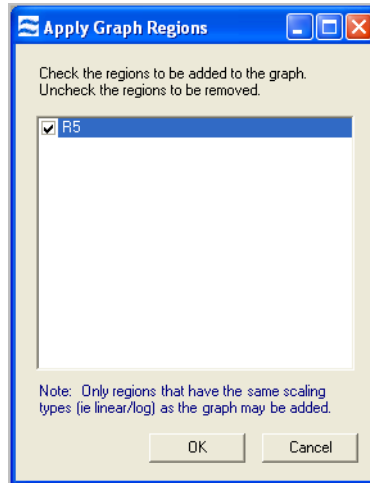 Apply Graph Regions
Check the regions to be added to the graph.
Uncheck the regions to be removed.
R5
Note:  Only regions that have the same scaling
types (ie linear/log) as the graph may be added.
OK
Cancel